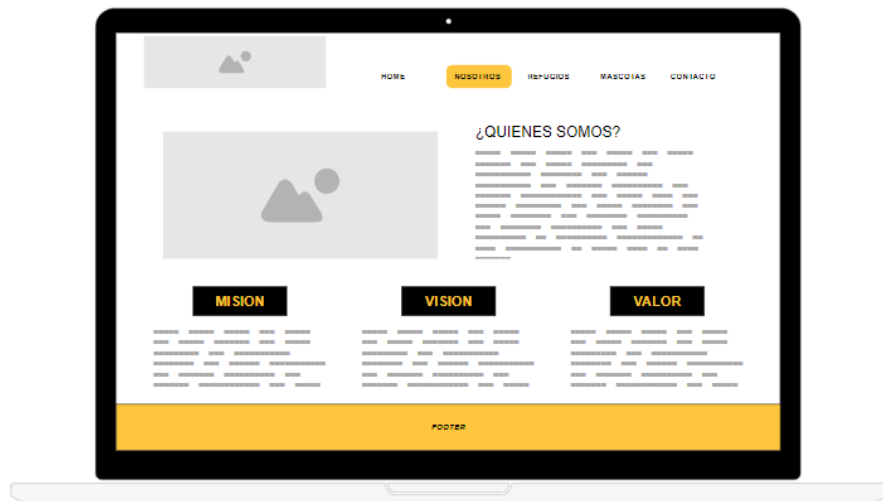 HOME NOSOTROS REFUGIOS MASCOTAS CONTACTO
¿QUIENES SOMOS?
MISION VISION VALOR
FOOTER